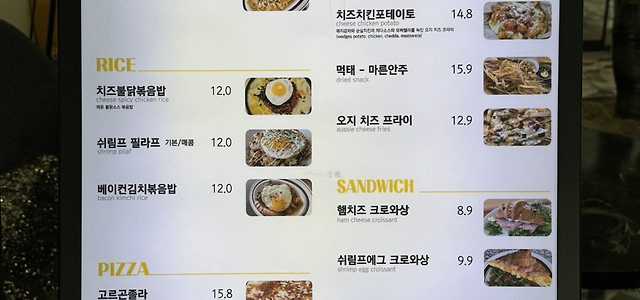 RICE
치즈불닭볶음밥 12,0
cheese spicy chicken rice
쉬림프 필라프 기본/매콤 12,0
shrimp pilaf
베이컨김치볶음밥 12.0
bacon kimchi rice
PIZZA
고르곤졸라 15,8
치즈치킨포테이토 14.8
cheese chicken potato
(wedges potato, chicken, chedda, mozzarela)
먹태 - 마른안주 15.9
dried snack
오지 치즈 프라이 12.9
aussie cheese fries
SANDWICH
햄치즈 크로와상 8.9
ham cheese croissant
쉬림프에그 크로와상 9.9
shrimp egg croissant